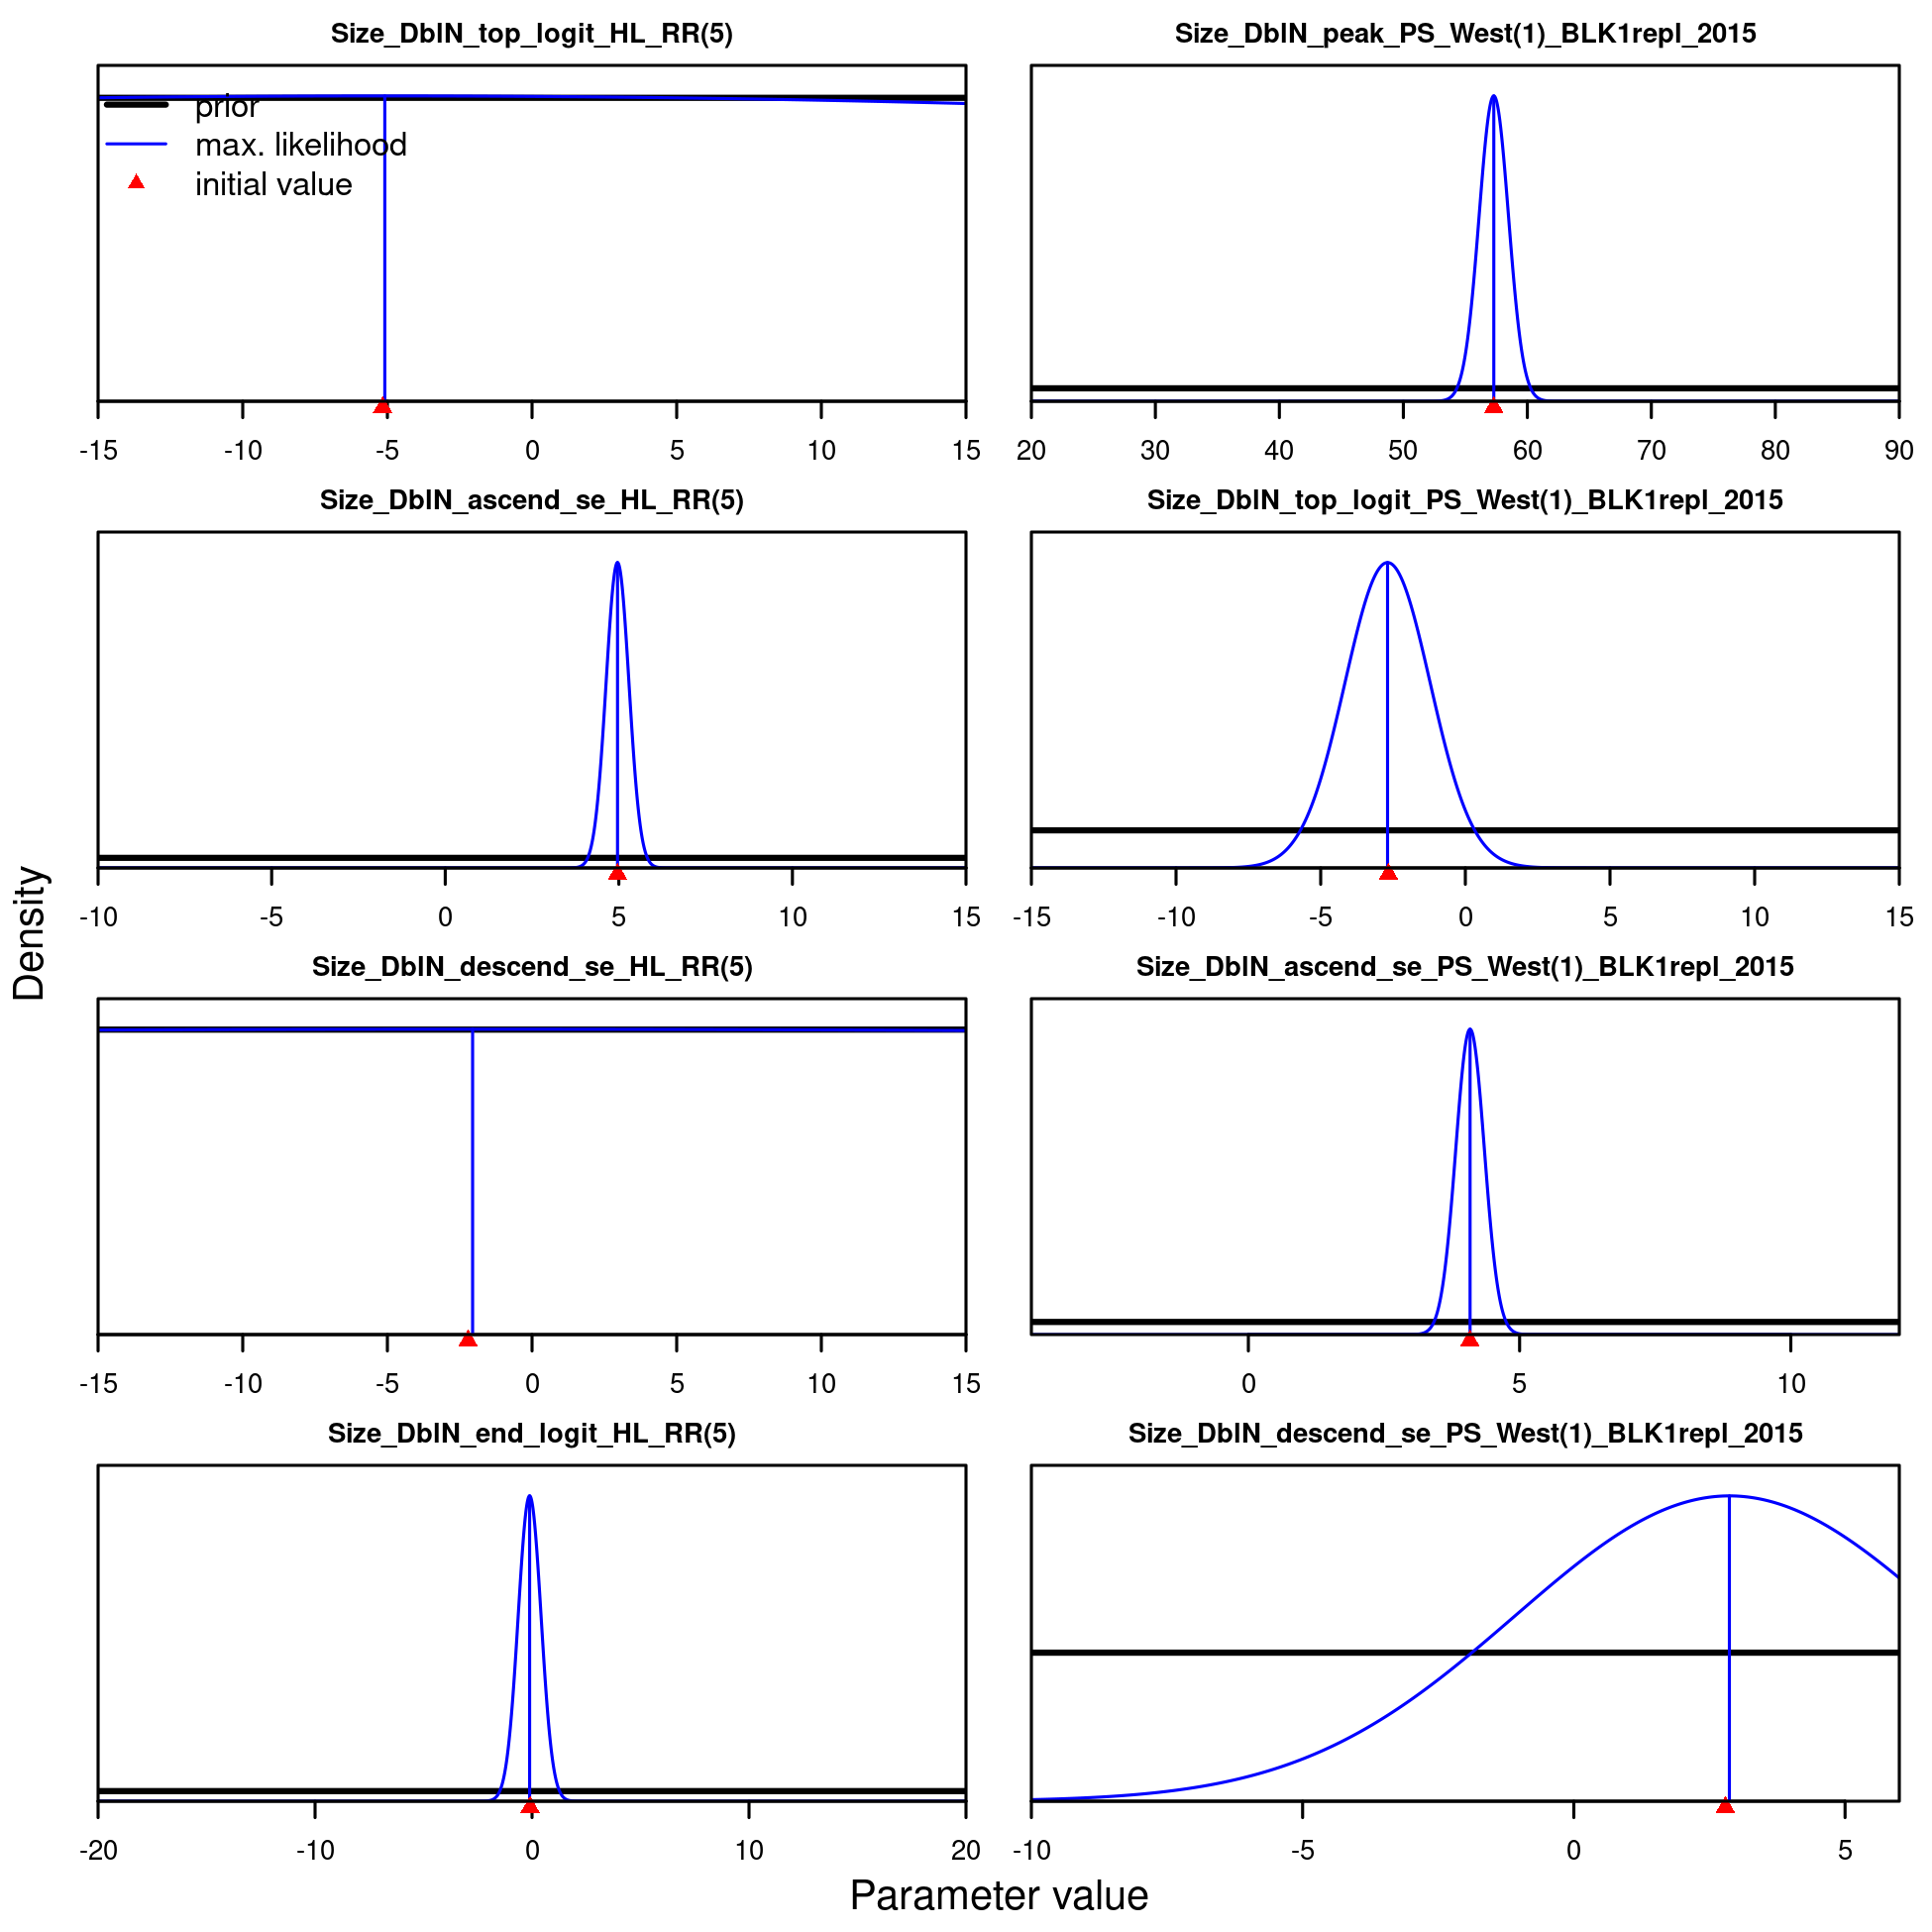 Size_DblN_top_logit_HL_RR(5)
prior
max. likelihood
initial value
-15 -10 -5 0 5 10 15
Size_DblN_peak_PS_West(1)_BLK1repl_2015
20 30 40 50 60 70 80 90
Size_DblN_ascend_se_HL_RR(5)
-10 -5 0 5 10 15
Size_DblN_top_logit_PS_West(1)_BLK1repl_2015
-15 -10 -5 0 5 10 15
Density
Size_DblN_descend_se_HL_RR(5)
-15 -10 -5 0 5 10 15
Size_DblN_ascend_se_PS_West(1)_BLK1repl_2015
0 5 10
Size_DblN_end_logit_HL_RR(5)
-20 -10 0 10 20
Size_DblN_descend_se_PS_West(1)_BLK1repl_2015
-10 -5 0 5
Parameter value